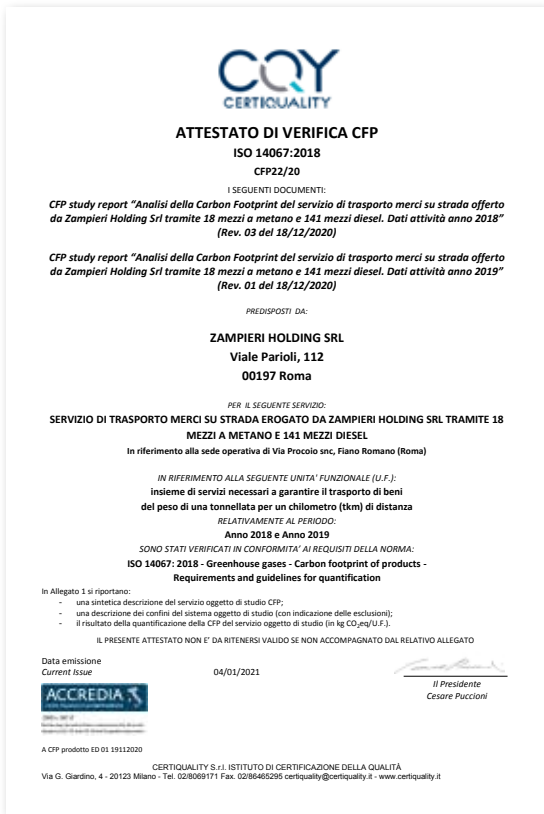 CQY
CERTIQUALITY
ATTESTATO DI VERIFICA CFP
ISO 14067:2018
CFP22/20
I SEGUENTI DOCUMENTI:
CFP study report “Analisi della Carbon Footprint del servizio di trasporto merci su strada offerto
da Zampieri Holding Srl tramite 18 mezzi a metano e 141 mezzi diesel. Dati attività anno 2018”
(Rev. 03 del 18/12/2020)
CFP study report “Analisi della Carbon Footprint del servizio di trasporto merci su strada offerto
da Zampieri Holding Srl tramite 18 mezzi a metano e 141 mezzi diesel. Dati attività anno 2019”
(Rev. 01 del 18/12/2020)
PREDISPOSTI DA:
ZAMPIERI HOLDING SRL
Viale Parioli, 112
00197 Roma
PER IL SEGUENTE SERVIZIO:
SERVIZIO DI TRASPORTO MERCI SU STRADA EROGATO DA ZAMPIERI HOLDING SRL TRAMITE 18
MEZZI A METANO E 141 MEZZI DIESEL
In riferimento alla sede operativa di Via Procoio snc, Fiano Romano (Roma)
IN RIFERIMENTO ALLA SEGUENTE UNITA' FUNZIONALE (U.F.):
insieme di servizi necessari a garantire il trasporto di beni
del peso di una tonnellata per un chilometro (tkm) di distanza
RELATIVAMENTE AL PERIODO:
Anno 2018 e Anno 2019
SONO STATI VERIFICATI IN CONFORMITA' AI REQUISITI DELLA NORMA:
ISO 14067: 2018 - Greenhouse gases - Carbon footprint of products -
Requirements and guidelines for quantification
In Allegato 1 si riportano:
- una sintetica descrizione del servizio oggetto di studio CFP;
- una descrizione dei confini del sistema oggetto di studio (con indicazione delle esclusioni);
- il risultato della quantificazione della CFP del servizio oggetto di studio (in kg CO2eq/U.F.).
IL PRESENTE ATTESTATO NON E' DA RITENERSI VALIDO SE NON ACCOMPAGNATO DAL RELATIVO ALLEGATO
Data emissione
Current Issue 04/01/2021
Il Presidente
Cesare Puccioni
ACCREDIA
A CFP prodotto ED 01 19112020
CERTIQUALITY S.r.l. ISTITUTO DI CERTIFICAZIONE DELLA QUALITÀ
Via G. Giardino, 4 - 20123 Milano - Tel. 02/8069171 Fax. 02/86465295 certiquality@certiquality.it - www.certiquality.it